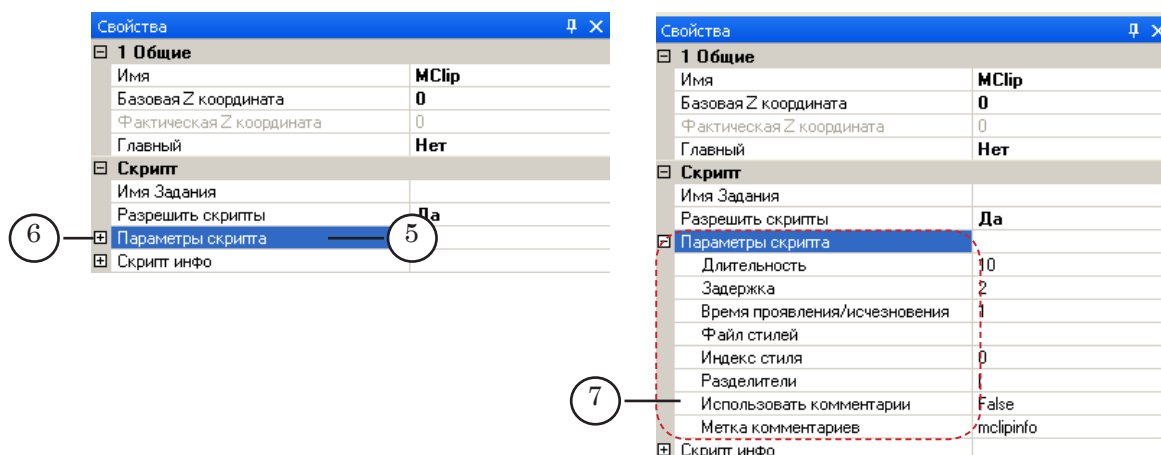 Свойства
1 Общие
Имя MClip
Базовая Z координата 0
Фактическая Z координата 0
Главный Нет
Скрипт
Имя Задания
Разрешить скрипты Да
6 Параметры скрипта 5
Скрипт инфо
Свойства
1 Общие
Имя MClip
Базовая Z координата 0
Фактическая Z координата 0
Главный Нет
Скрипт
Имя Задания
Разрешить скрипты Да
Параметры скрипта
Длительность 10
Задержка 2
Время проявления/исчезновения 1
Файл стилей
Индекс стиля 0
Разделители
7 Использовать комментарии False
Метка комментариев mclipinfo
Скрипт инфо